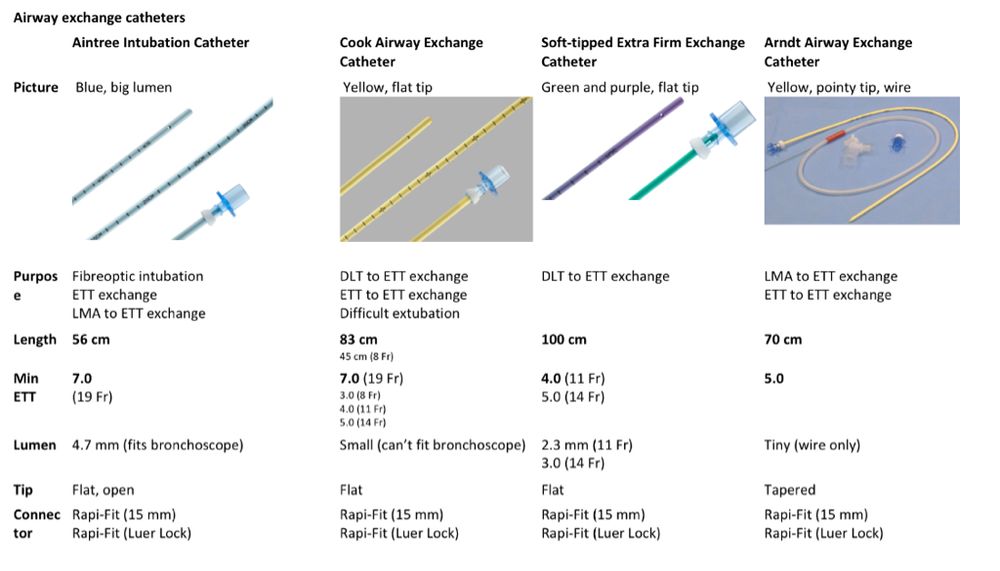 Airway exchange catheters
Aintree Intubation Catheter
Cook Airway Exchange
Catheter
Soft-tipped Extra Firm Exchange
Catheter
Arndt Airway Exchange
Catheter
Picture
Blue, big lumen
Yellow, flat tip
Green and purple, flat tip
Yellow, pointy tip, wire
Purpos
e
Fibreoptic intubation
ETT exchange
LMA to ETT exchange
DLT to ETT exchange
ETT to ETT exchange
Difficult extubation
DLT to ETT exchange
LMA to ETT exchange
ETT to ETT exchange
Length
56 cm
83 cm
45 cm (8 Fr)
100 cm
70 cm
Min
ETT
7.0
(19 Fr)
7.0 (19 Fr)
3.0 (8 Fr)
4.0 (11 Fr)
5.0 (14 Fr)
4.0 (11 Fr)
5.0 (14 Fr)
5.0
Lumen
4.7 mm (fits bronchoscope)
Small (can’t fit bronchoscope)
2.3 mm (11 Fr)
3.0 (14 Fr)
Tiny (wire only)
Tip
Flat, open
Flat
Flat
Tapered
Connec
tor
Rapi-Fit (15 mm)
Rapi-Fit (Luer Lock)
Rapi-Fit (15 mm)
Rapi-Fit (Luer Lock)
Rapi-Fit (15 mm)
Rapi-Fit (Luer Lock)
Rapi-Fit (15 mm)
Rapi-Fit (Luer Lock)